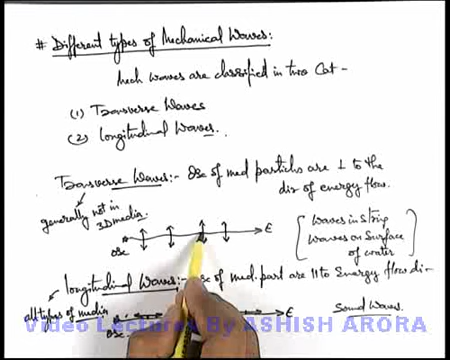 # Different types of Mechanical Waves:
Mech waves are classified in two Cat -
(1) Transverse Waves
(2) Longitudinal Waves.
Transverse Waves:- Osc of med particles are ⊥ to the
dir of energy flow.
generally not in
3D media.
E
Osc
Waves in String
Waves on Surface
of water
Longitudinal Waves:- Osc of med. part are || to Energy flow dir-
all types of media
Osc
E
Sound Waves.
Video Lectures By ASHISH ARORA